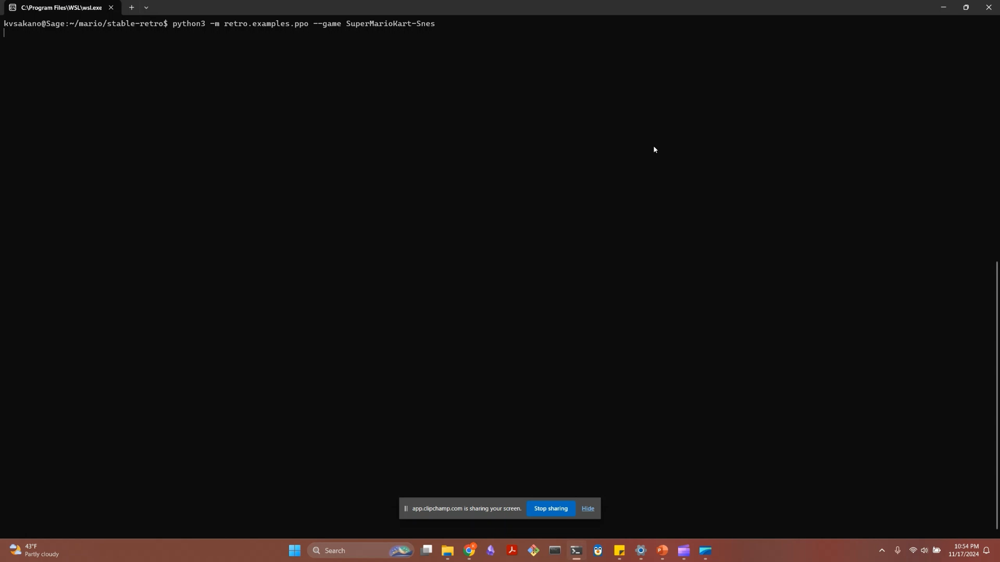 C:\Program Files\WSL\wsl.exe
kvsakano@Sage:~/mario/stable-retro$ python3 -m retro.examples.ppo --game SuperMarioKart-Snes
app.clipchamp.com is sharing your screen. Stop sharing Hide
43°F
Partly cloudy
Search
10:54 PM
11/17/2024